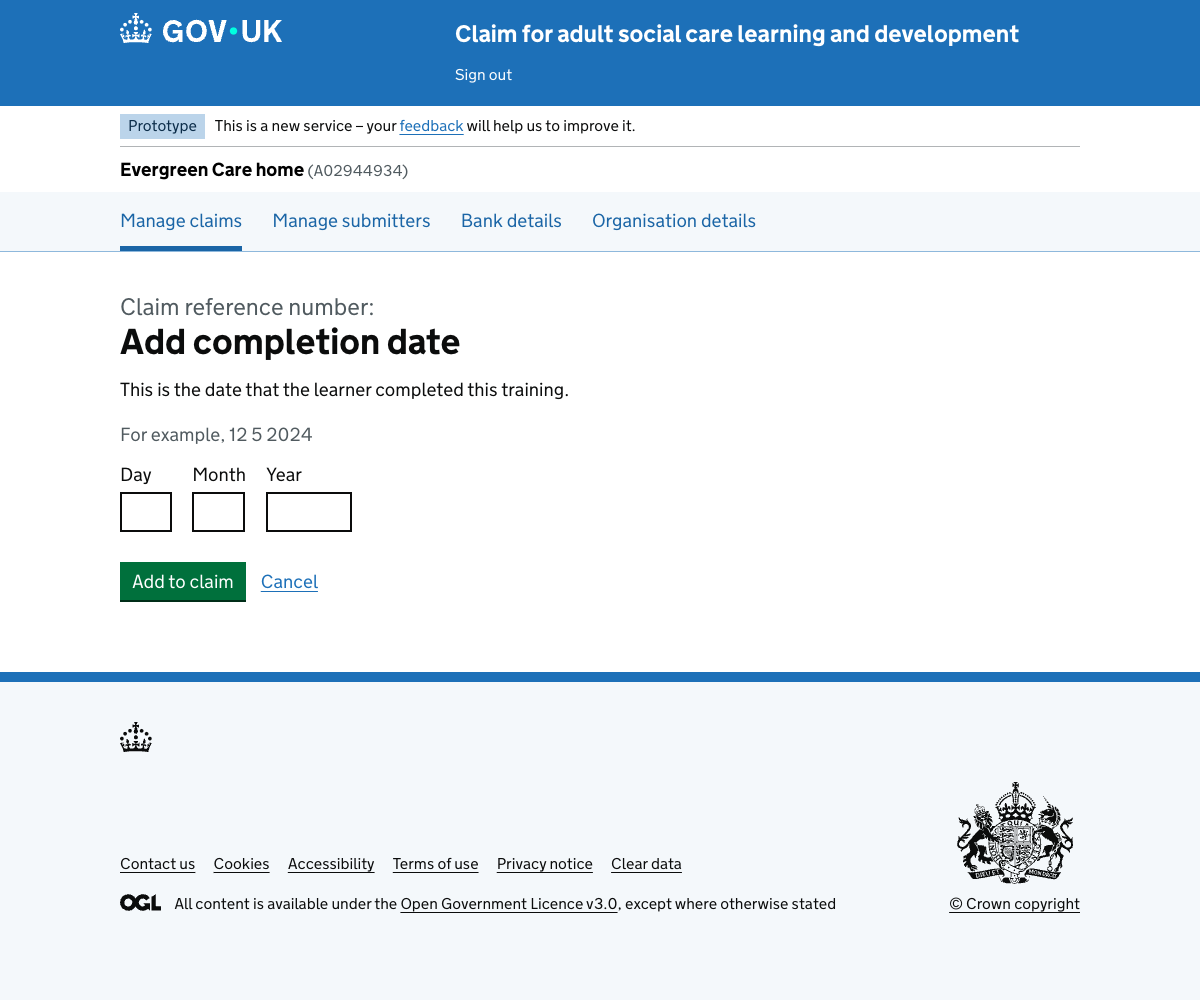 GOV·UK
Claim for adult social care learning and development
Sign out
Prototype This is a new service – your feedback will help us to improve it.
Evergreen Care home (A02944934)
Manage claims Manage submitters Bank details Organisation details
Claim reference number:
Add completion date
This is the date that the learner completed this training.
For example, 12 5 2024
Day Month Year
Add to claim Cancel
Contact us Cookies Accessibility Terms of use Privacy notice Clear data
OGL All content is available under the Open Government Licence v3.0, except where otherwise stated
© Crown copyright